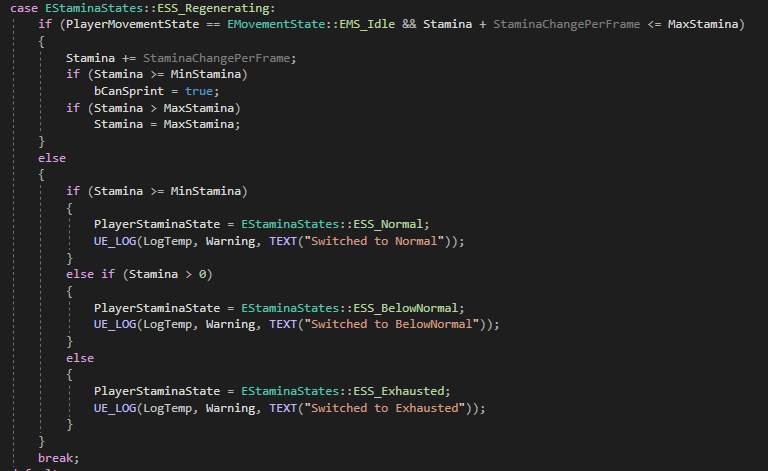 case EStaminaStates::ESS_Regenerating:
if (PlayerMovementState == EMovementState::EMS_Idle && Stamina + StaminaChangePerFrame <= MaxStamina)
{
Stamina += StaminaChangePerFrame;
if (Stamina >= MinStamina)
bCanSprint = true;
if (Stamina > MaxStamina)
Stamina = MaxStamina;
}
else
{
if (Stamina >= MinStamina)
{
PlayerStaminaState = EStaminaStates::ESS_Normal;
UE_LOG(LogTemp, Warning, TEXT("Switched to Normal"));
}
else if (Stamina > 0)
{
PlayerStaminaState = EStaminaStates::ESS_BelowNormal;
UE_LOG(LogTemp, Warning, TEXT("Switched to BelowNormal"));
}
else
{
PlayerStaminaState = EStaminaStates::ESS_Exhausted;
UE_LOG(LogTemp, Warning, TEXT("Switched to Exhausted"));
}
}
break;